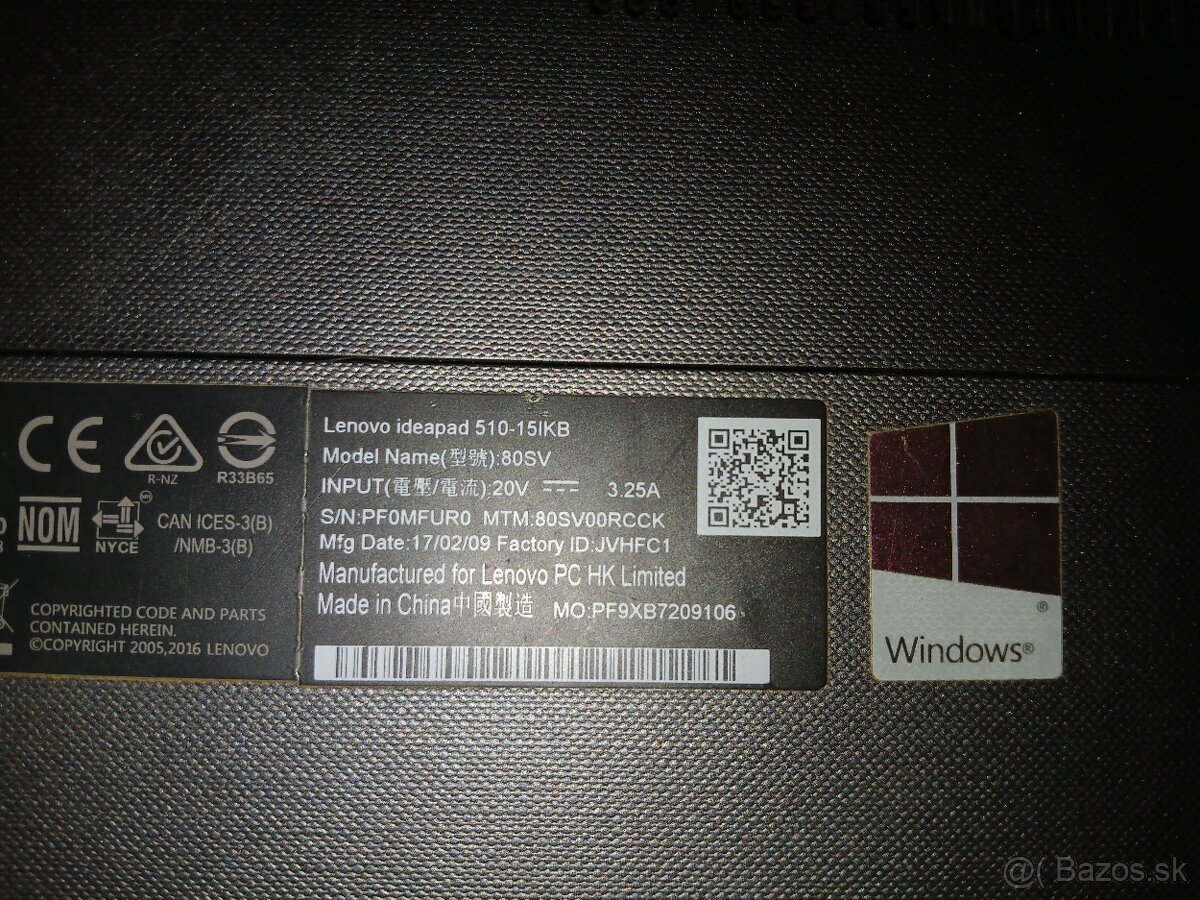 R-NZ
R33B65
NOM
NYCE
CAN ICES-3(B)
/NMB-3(B)
COPYRIGHTED CODE AND PARTS
CONTAINED HEREIN.
©COPYRIGHT 2005,2016 LENOVO
Lenovo ideapad 510-15IKB
Model Name(型號):80SV
INPUT(電壓/電流):20V ⎓ 3.25A
S/N:PF0MFUR0 MTM:80SV00RCCK
Mfg Date:17/02/09 Factory ID:JVHFC1
Manufactured for Lenovo PC HK Limited
Made in China中國製造 MO:PF9XB7209106
Windows®
@( Bazos.sk